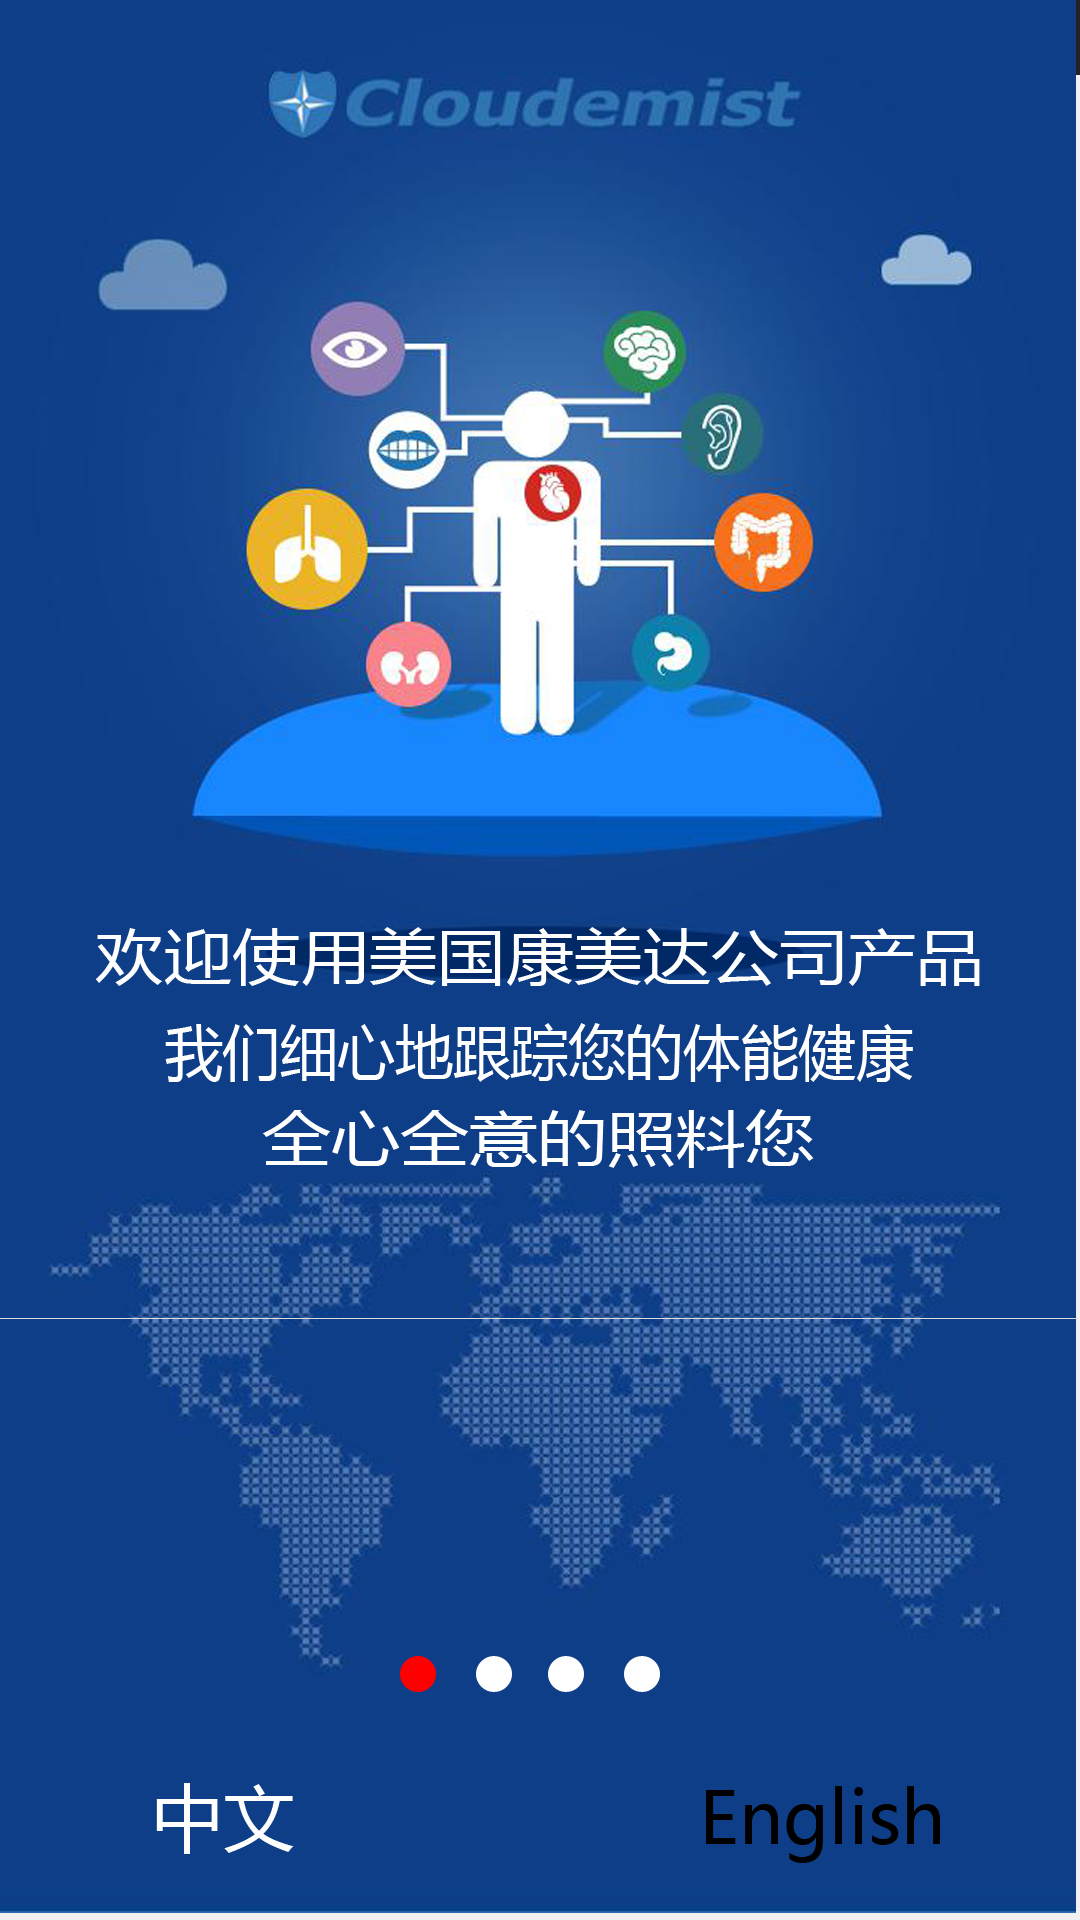 Cloudemist
欢迎使用美国康美达公司产品
我们细心地跟踪您的体能健康
全心全意的照料您
中文
English